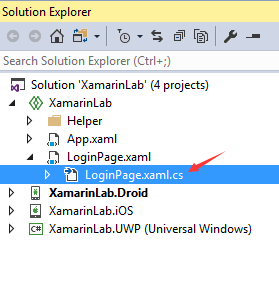 Solution Explorer
Search Solution Explorer (Ctrl+;)
Solution 'XamarinLab' (4 projects)
XamarinLab
Helper
App.xaml
LoginPage.xaml
LoginPage.xaml.cs
XamarinLab.Droid
XamarinLab.iOS
C# XamarinLab.UWP (Universal Windows)